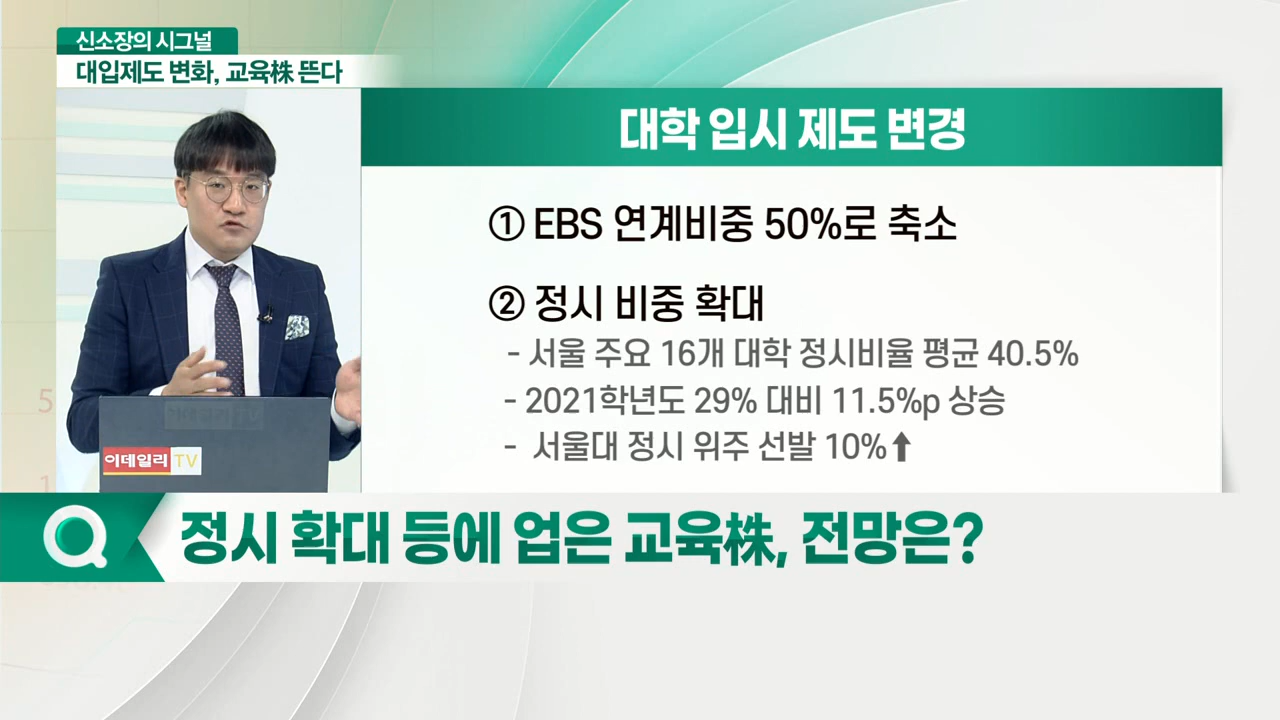 신소장의 시그널
대입제도 변화, 교육株 뜬다
대학 입시 제도 변경
① EBS 연계비중 50%로 축소
② 정시 비중 확대
- 서울 주요 16개 대학 정시비율 평균 40.5%
- 2021학년도 29% 대비 11.5%p 상승
- 서울대 정시 위주 선발 10%⬆
이데일리 TV
정시 확대 등에 업은 교육株, 전망은?